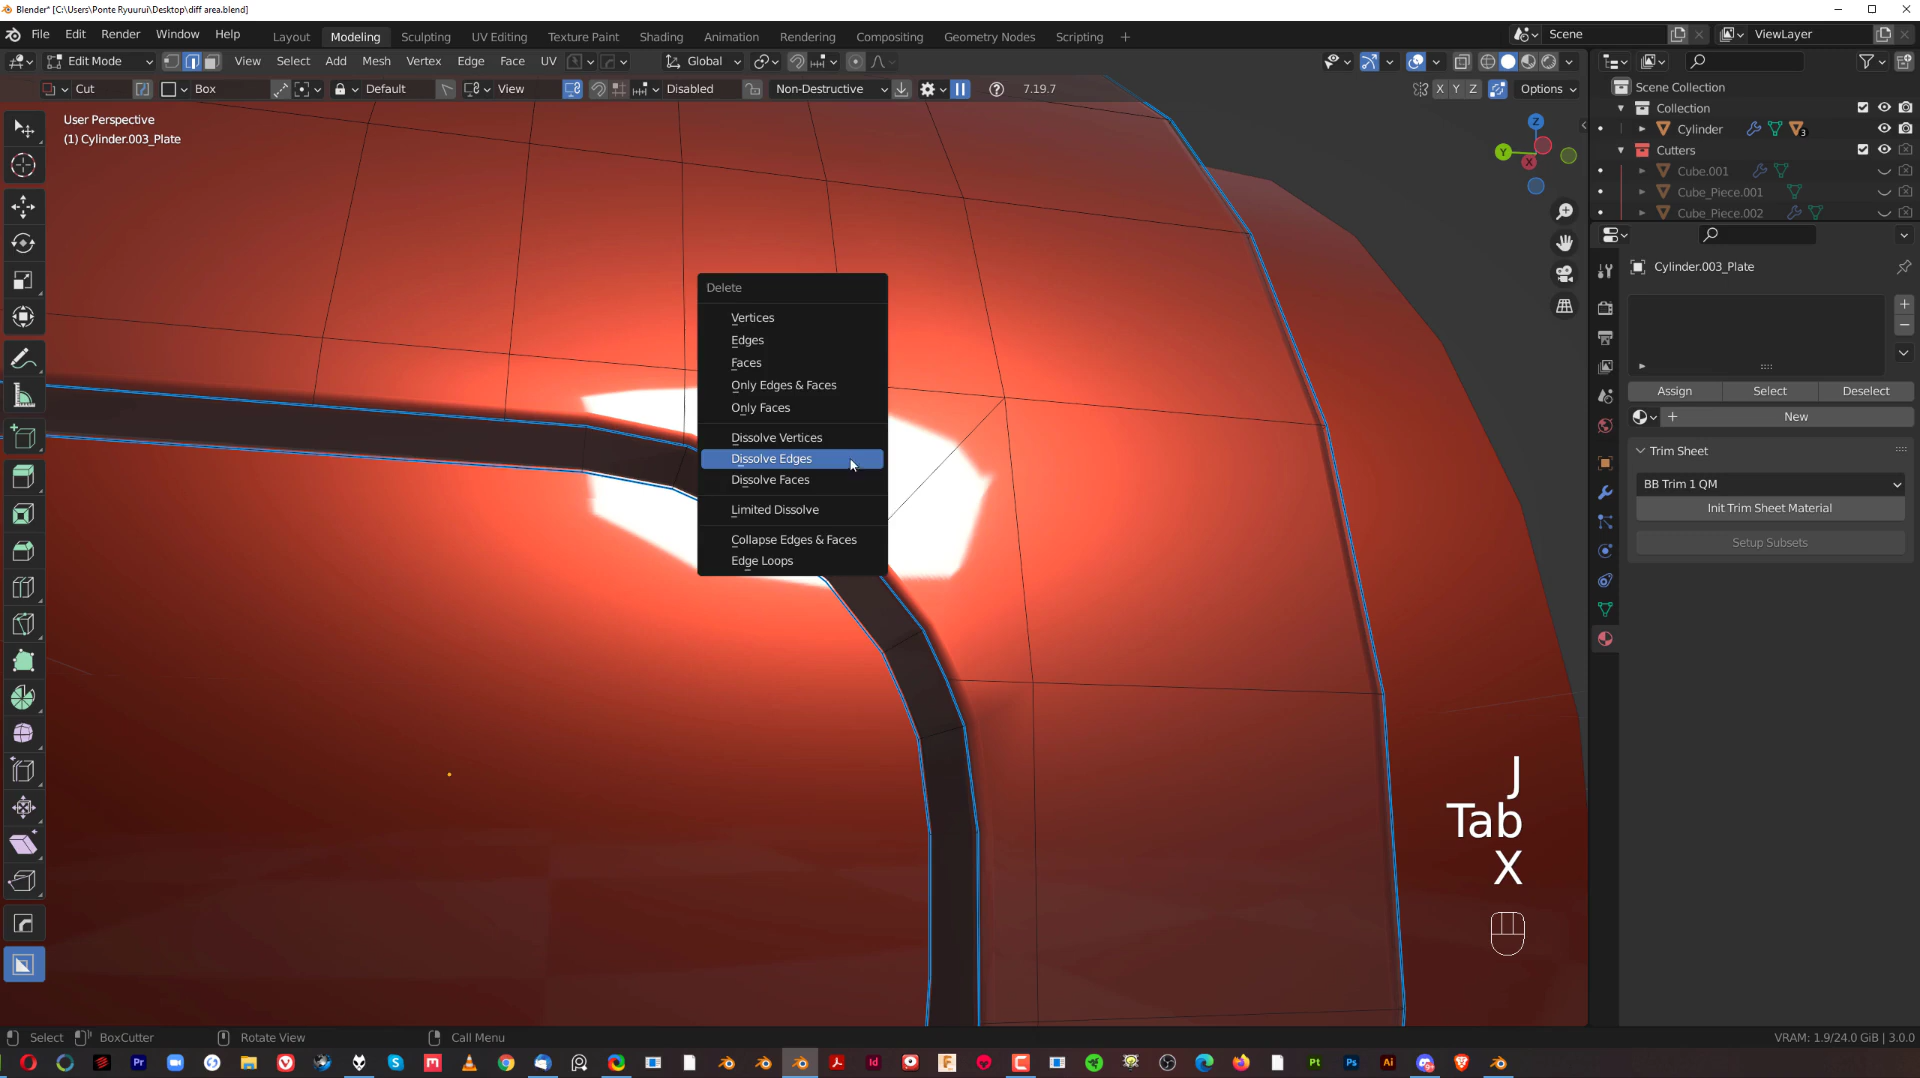 Blender* [C:\Users\Ponte Ryuurui\Desktop\diff area.blend]
File Edit Render Window Help Layout Modeling Sculpting UV Editing Texture Paint Shading Animation Rendering Compositing Geometry Nodes Scripting + Scene ViewLayer
Edit Mode View Select Add Mesh Vertex Edge Face UV Global
Cut Box Default View Disabled Non-Destructive 7.19.7 X Y Z Options
User Perspective
(1) Cylinder.003_Plate
Z
Y
X
Scene Collection
Collection
Cylinder 3
Cutters
Cube.001
Cube_Piece.001
Cube_Piece.002
Cylinder.003_Plate
Assign Select Deselect
New
Trim Sheet
BB Trim 1 QM
Init Trim Sheet Material
Setup Subsets
Delete
Vertices
Edges
Faces
Only Edges & Faces
Only Faces
Dissolve Vertices
Dissolve Edges
Dissolve Faces
Limited Dissolve
Collapse Edges & Faces
Edge Loops
J
Tab
X
Select BoxCutter Rotate View Call Menu VRAM: 1.9/24.0 GiB | 3.0.0
Pr Id Pt Ps Ai